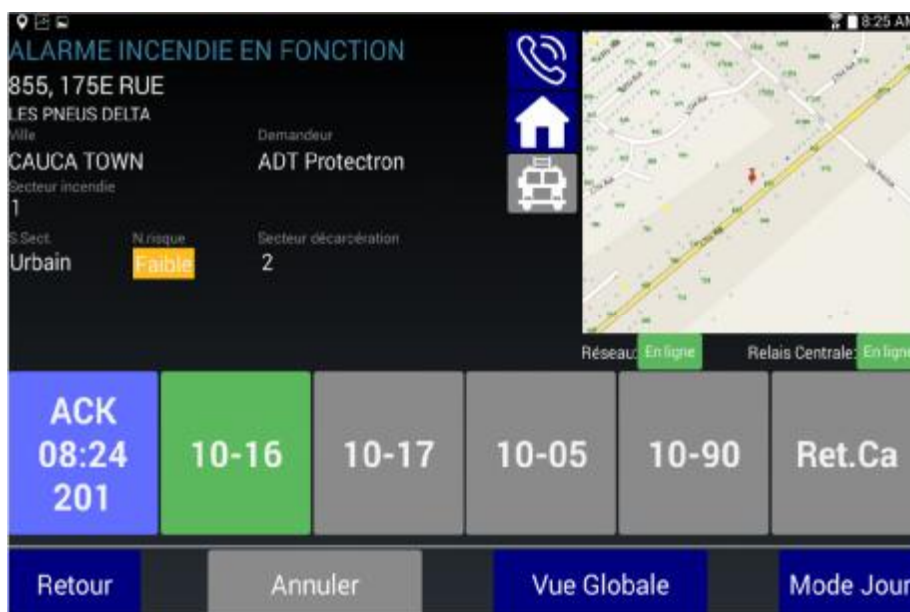 8:25 AM
ALARME INCENDIE EN FONCTION
855, 175E RUE
LES PNEUS DELTA
Ville
Demandeur
CAUCA TOWN
ADT Protectron
Secteur incendie
1
S.Sect.
N.risque
Secteur décarcération
Urbain
Faible
2
Réseau: En ligne
Relais Centrale: En ligne
ACK
08:24
201
10-16
10-17
10-05
10-90
Ret.Ca
Retour
Annuler
Vue Globale
Mode Jour